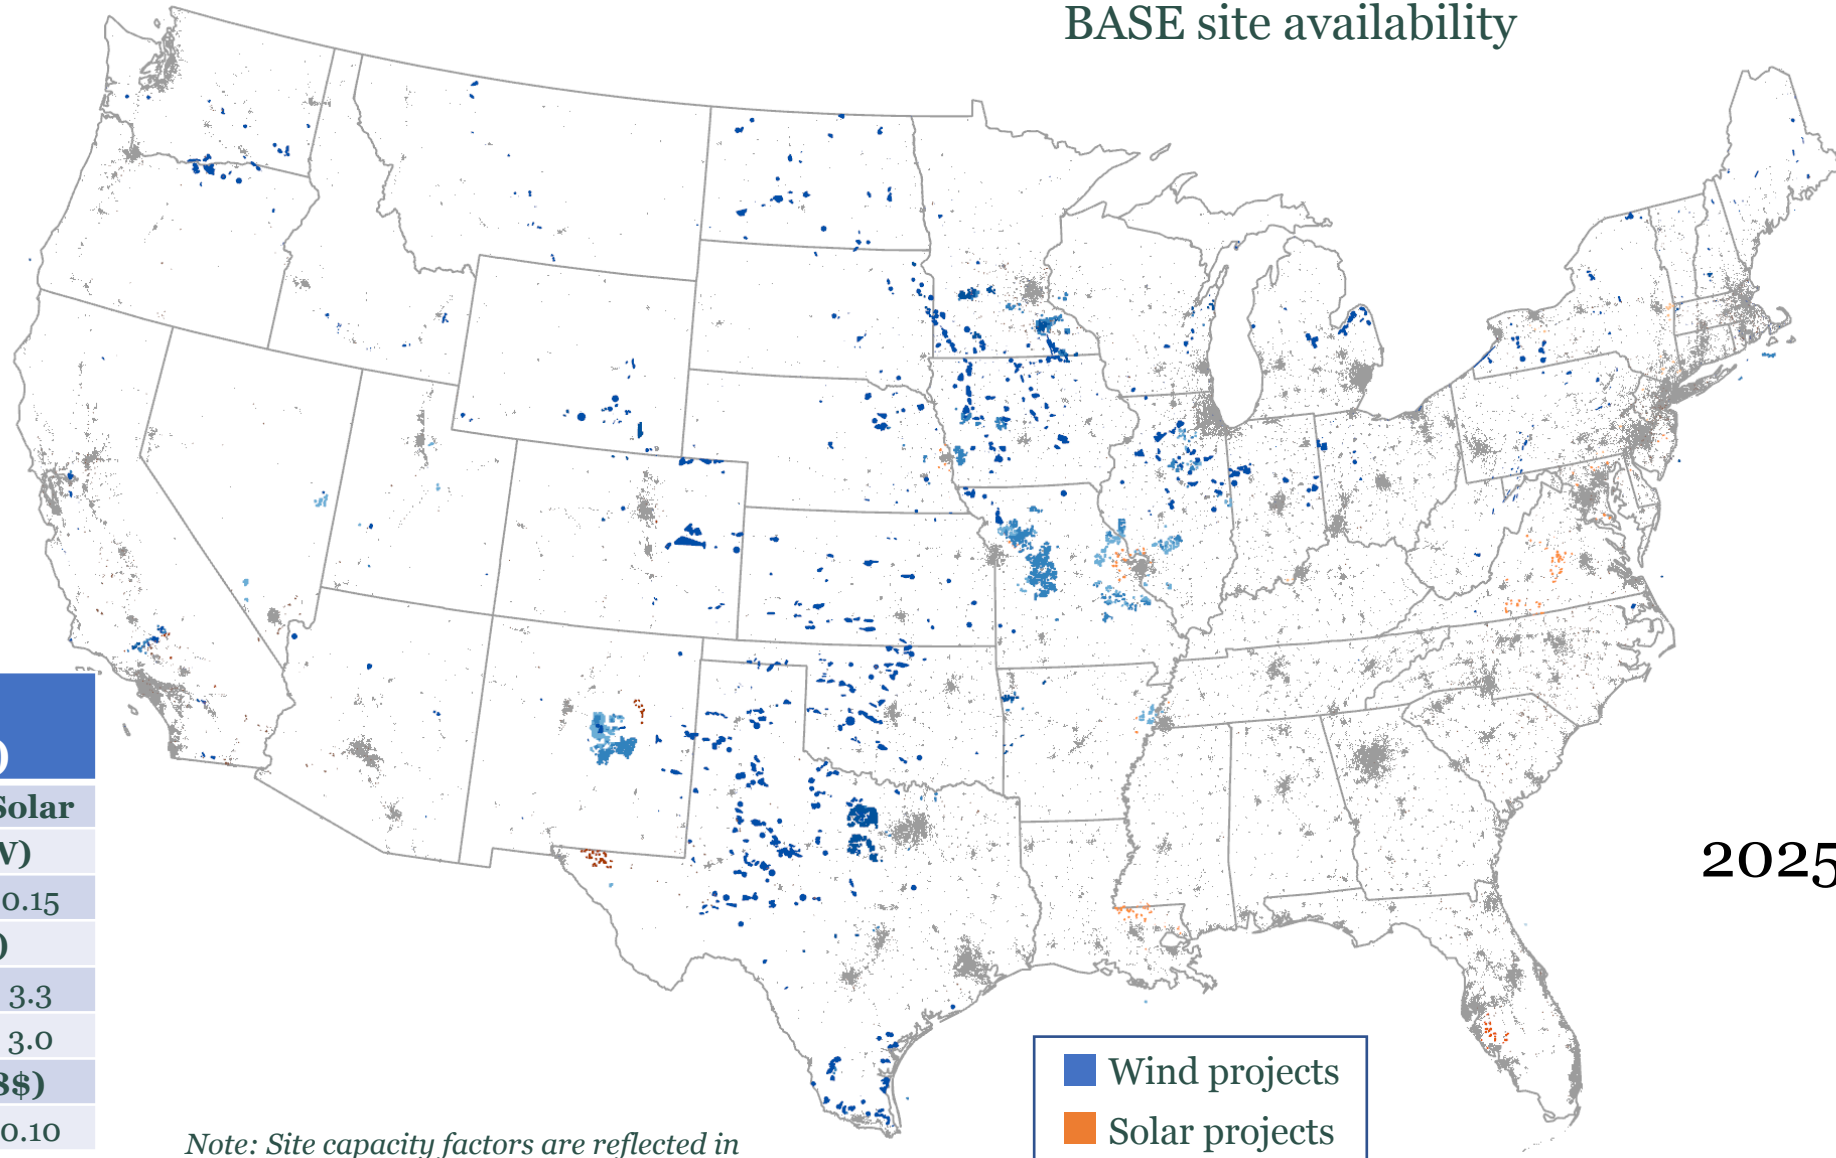 BASE site availability
)
Solar
V)
0.15
)
3.3
3.0
8$)
0.10
2025
Wind projects
Solar projects
Note: Site capacity factors are reflected in